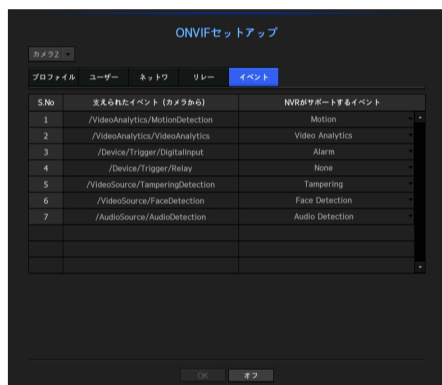 ONVIFセットアップ
カメラ2
プロファイル ユーザー ネットワ リレー イベント
S.No 支えられたイベント（カメラから） NVRがサポートするイベント
1 /VideoAnalytics/MotionDetection Motion
2 /VideoAnalytics/VideoAnalytics Video Analytics
3 /Device/Trigger/DigitalInput Alarm
4 /Device/Trigger/Relay None
5 /VideoSource/TamperingDetection Tampering
6 /VideoSource/FaceDetection Face Detection
7 /AudioSource/AudioDetection Audio Detection
OK オフ